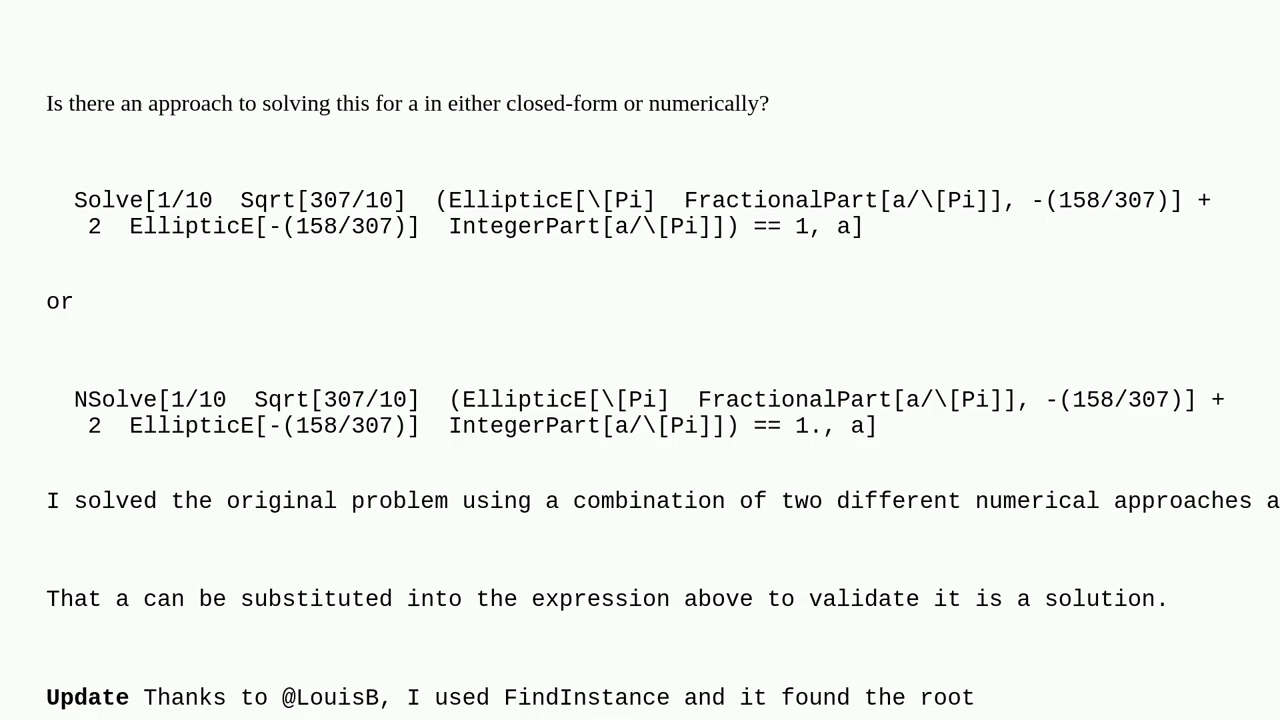 Is there an approach to solving this for a in either closed-form or numerically?
Solve[1/10  Sqrt[307/10]  (EllipticE[\[Pi]  FractionalPart[a/\[Pi]], -(158/307)] +
2  EllipticE[-(158/307)]  IntegerPart[a/\[Pi]]) == 1, a]
or
NSolve[1/10  Sqrt[307/10]  (EllipticE[\[Pi]  FractionalPart[a/\[Pi]], -(158/307)] +
2  EllipticE[-(158/307)]  IntegerPart[a/\[Pi]]) == 1., a]
I solved the original problem using a combination of two different numerical approaches a
That a can be substituted into the expression above to validate it is a solution.
Update Thanks to @LouisB, I used FindInstance and it found the root